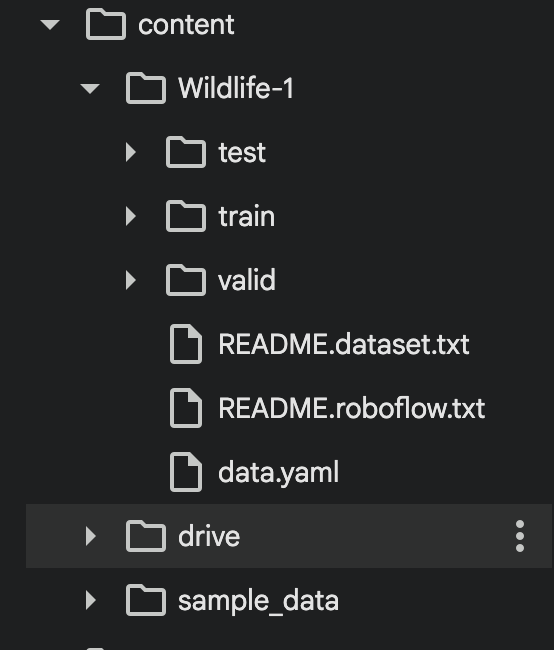 content
Wildlife-1
test
train
valid
README.dataset.txt
README.roboflow.txt
data.yaml
drive
sample_data